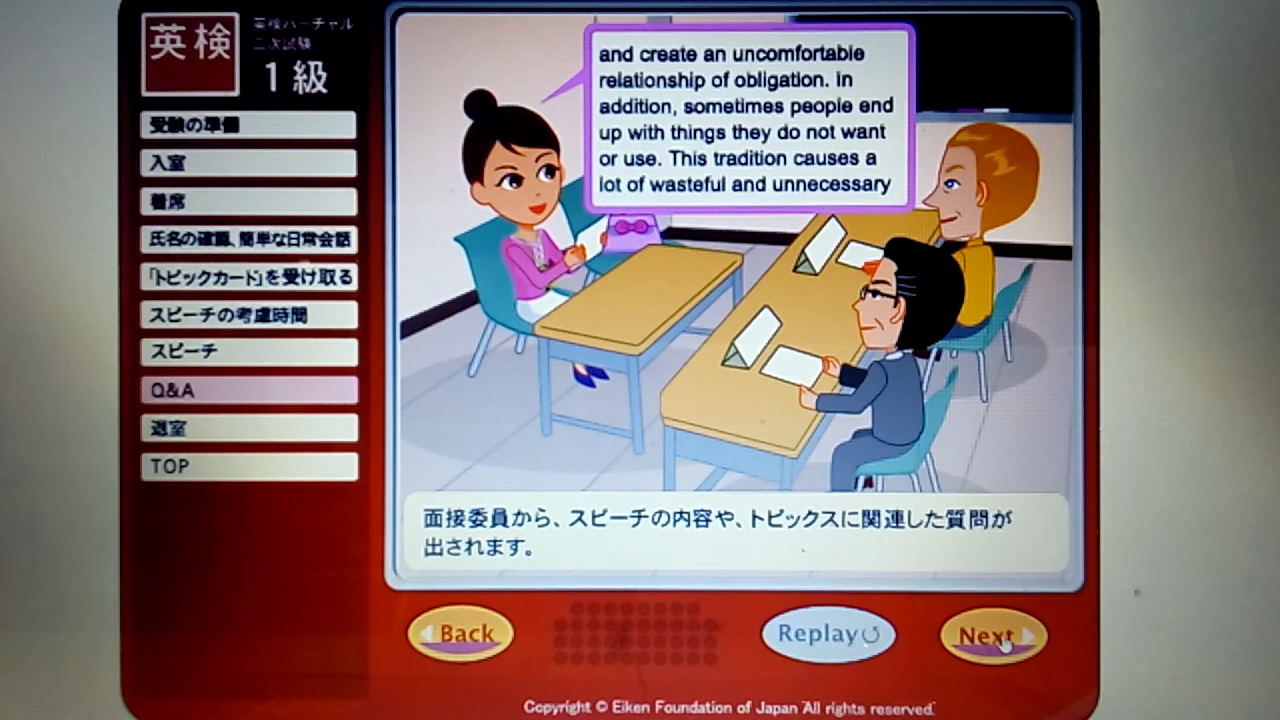 英検
英検バーチャル
二次試験
1級
受験の準備
入室
着席
氏名の確認、簡単な日常会話
「トピックカード」を受け取る
スピーチの考慮時間
スピーチ
Q&A
退室
TOP
and create an uncomfortable
relationship of obligation. In
addition, sometimes people end
up with things they do not want
or use. This tradition causes a
lot of wasteful and unnecessary
面接委員から、スピーチの内容や、トピックスに関連した質問が
出されます。
Back
Replay
Next
Copyright © Eiken Foundation of Japan All rights reserved.